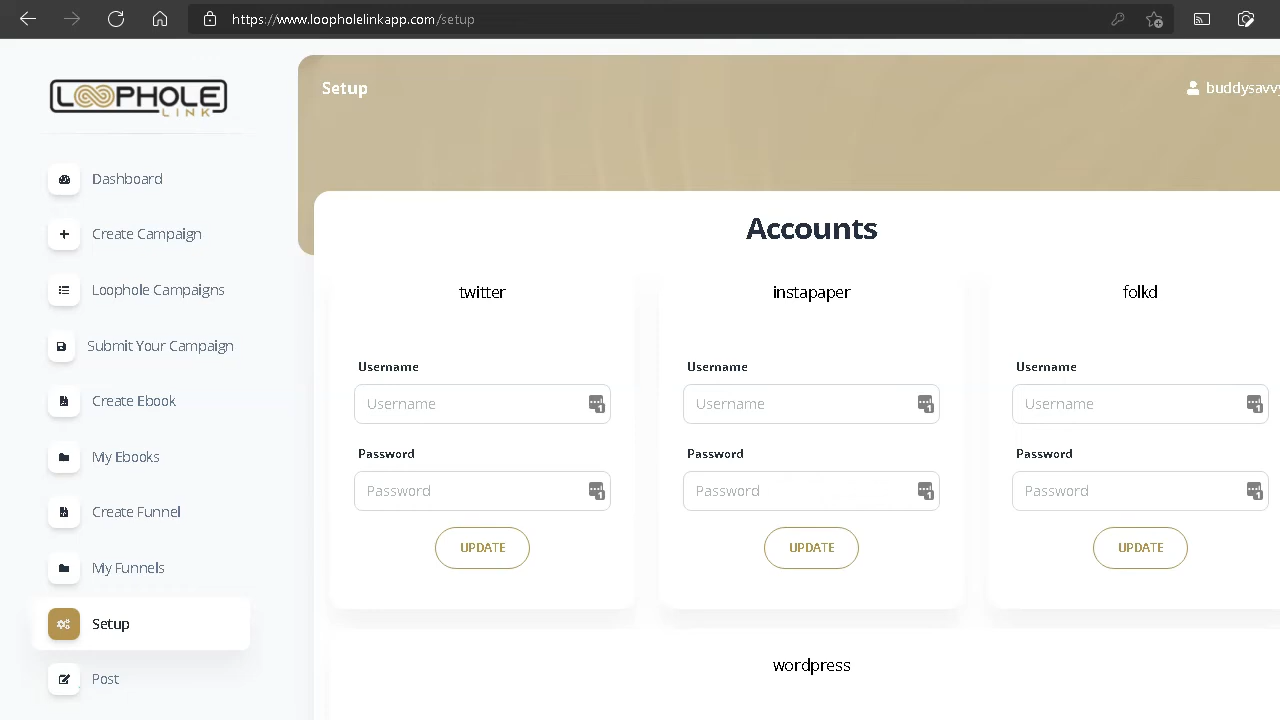 https://www.loopholelinkapp.com/setup
LOOPHOLE
LINK
Setup
buddysavvy
Dashboard
Create Campaign
Loophole Campaigns
Submit Your Campaign
Create Ebook
My Ebooks
Create Funnel
My Funnels
Setup
Post
Accounts
twitter
Username
Username
Password
Password
UPDATE
instapaper
Username
Username
Password
Password
UPDATE
folkd
Username
Username
Password
Password
UPDATE
wordpress